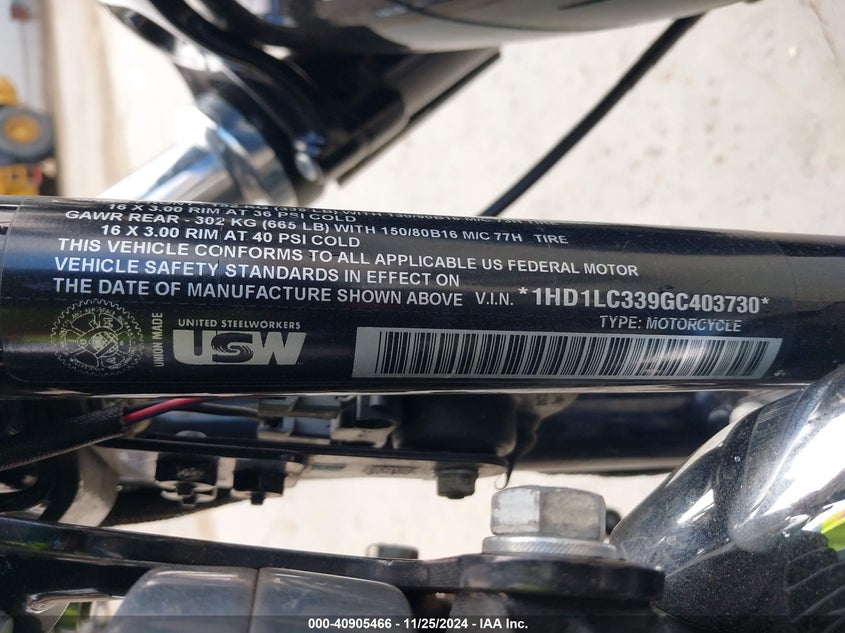 16 X 3.00 RIM AT 36 PSI COLD
GAWR REAR - 302 KG (665 LB) WITH 150/80B16 M/C 77H TIRE
16 X 3.00 RIM AT 40 PSI COLD
THIS VEHICLE CONFORMS TO ALL APPLICABLE US FEDERAL MOTOR
VEHICLE SAFETY STANDARDS IN EFFECT ON
THE DATE OF MANUFACTURE SHOWN ABOVE V.I.N. *1HD1LC339GC403730*
TYPE: MOTORCYCLE
UNION MADE
UNITED STEELWORKERS
USW
000-40905466 - 11/25/2024 - IAA Inc.